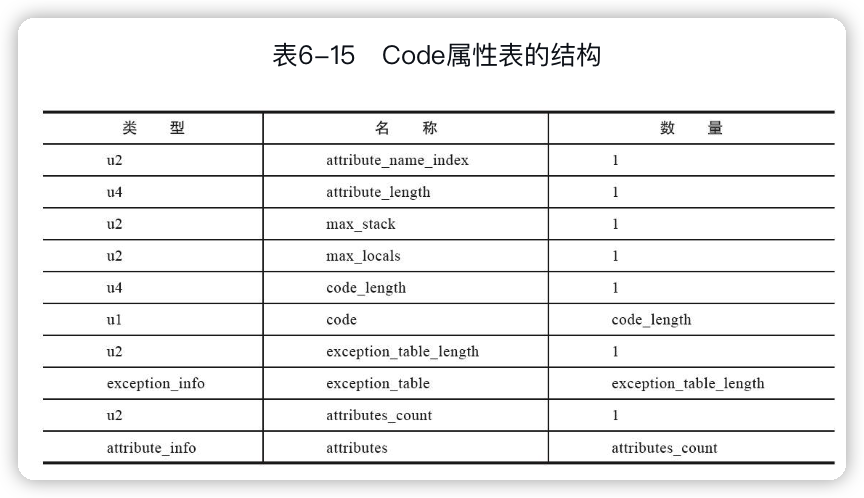 表6-15 Code属性表的结构
类 型 名 称 数 量
u2 attribute_name_index 1
u4 attribute_length 1
u2 max_stack 1
u2 max_locals 1
u4 code_length 1
u1 code code_length
u2 exception_table_length 1
exception_info exception_table exception_table_length
u2 attributes_count 1
attribute_info attributes attributes_count